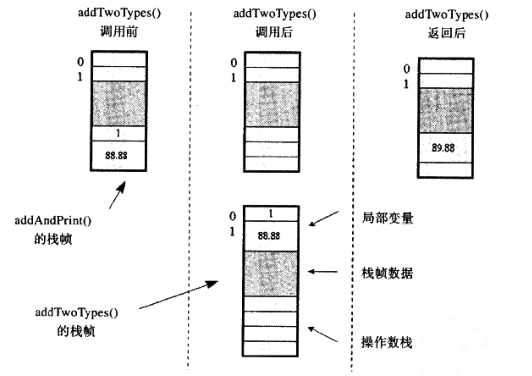 addTwoTypes()
调用前
addTwoTypes()
调用后
addTwoTypes()
返回后
0
1
1
88.88
0
1
89.88
addAndPrint()
的栈帧
0
1
1
88.88
局部变量
栈帧数据
操作数栈
addTwoTypes()
的栈帧